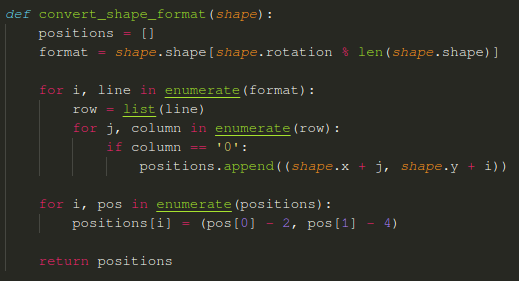 def convert_shape_format(shape):
    positions = []
    format = shape.shape[shape.rotation % len(shape.shape)]

    for i, line in enumerate(format):
        row = list(line)
        for j, column in enumerate(row):
            if column == '0':
                positions.append((shape.x + j, shape.y + i))

    for i, pos in enumerate(positions):
        positions[i] = (pos[0] - 2, pos[1] - 4)

    return positions